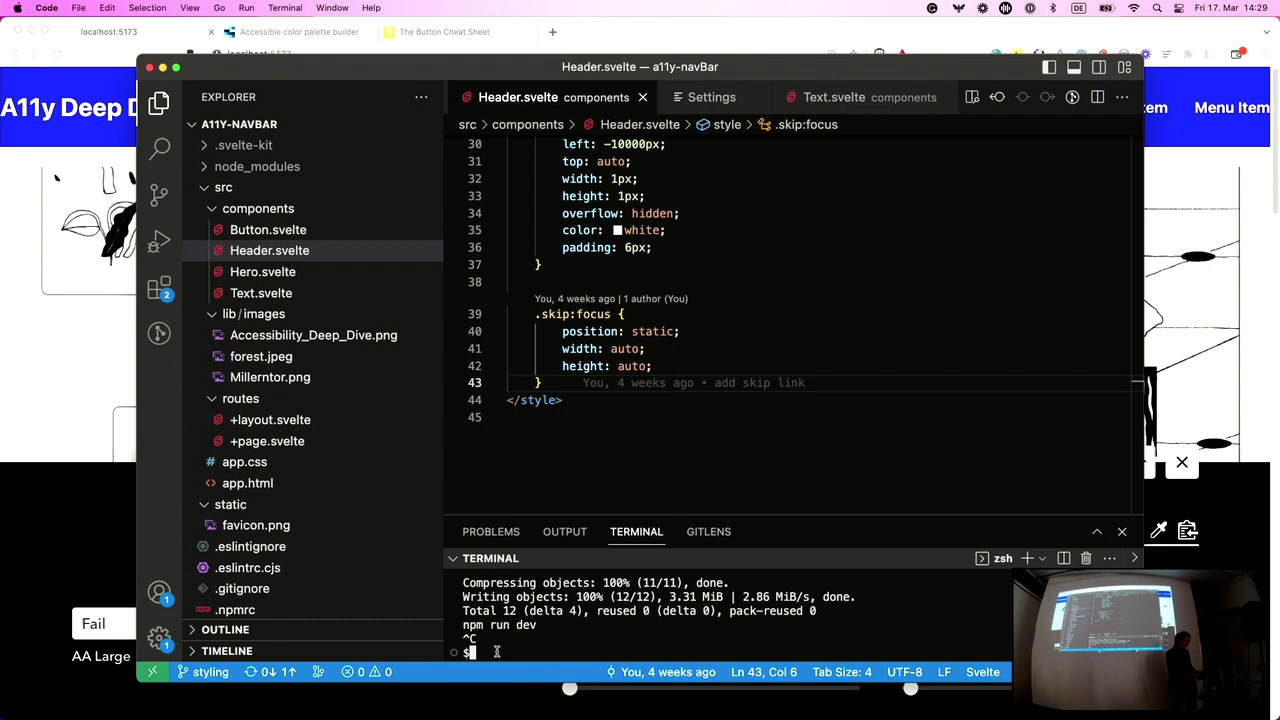 Code File Edit Selection View Go Run Terminal Window Help DE Fri 17. Mar 14:29
localhost:5173 Accessible color palette builder The Button Cheat Sheet
Header.svelte — a11y-navBar
A11y Deep D
em
Menu Item
EXPLORER
Header.svelte components Settings Text.svelte components
src > components > Header.svelte > style > .skip:focus
A11Y-NAVBAR
.svelte-kit
node_modules
src
components
Button.svelte
Header.svelte
Hero.svelte
Text.svelte
lib/images
Accessibility_Deep_Dive.png
forest.jpeg
Millerntor.png
routes
+layout.svelte
+page.svelte
app.css
app.html
static
favicon.png
.eslintignore
.eslintrc.cjs
.gitignore
.npmrc
OUTLINE
TIMELINE
30 left: -10000px;
31 top: auto;
32 width: 1px;
33 height: 1px;
34 overflow: hidden;
35 color: white;
36 padding: 6px;
37 }
38
You, 4 weeks ago | 1 author (You)
39 .skip:focus {
40 position: static;
41 width: auto;
42 height: auto;
43 } You, 4 weeks ago • add skip link
44 </style>
45
PROBLEMS OUTPUT TERMINAL GITLENS
TERMINAL zsh
Compressing objects: 100% (11/11), done.
Writing objects: 100% (12/12), 3.31 MiB | 2.86 MiB/s, done.
Total 12 (delta 4), reused 0 (delta 0), pack-reused 0
npm run dev
^C
$
2
1
1
Fail
AA Large
styling 0↓ 1↑ 0 0 You, 4 weeks ago Ln 43, Col 6 Tab Size: 4 UTF-8 LF Svelte